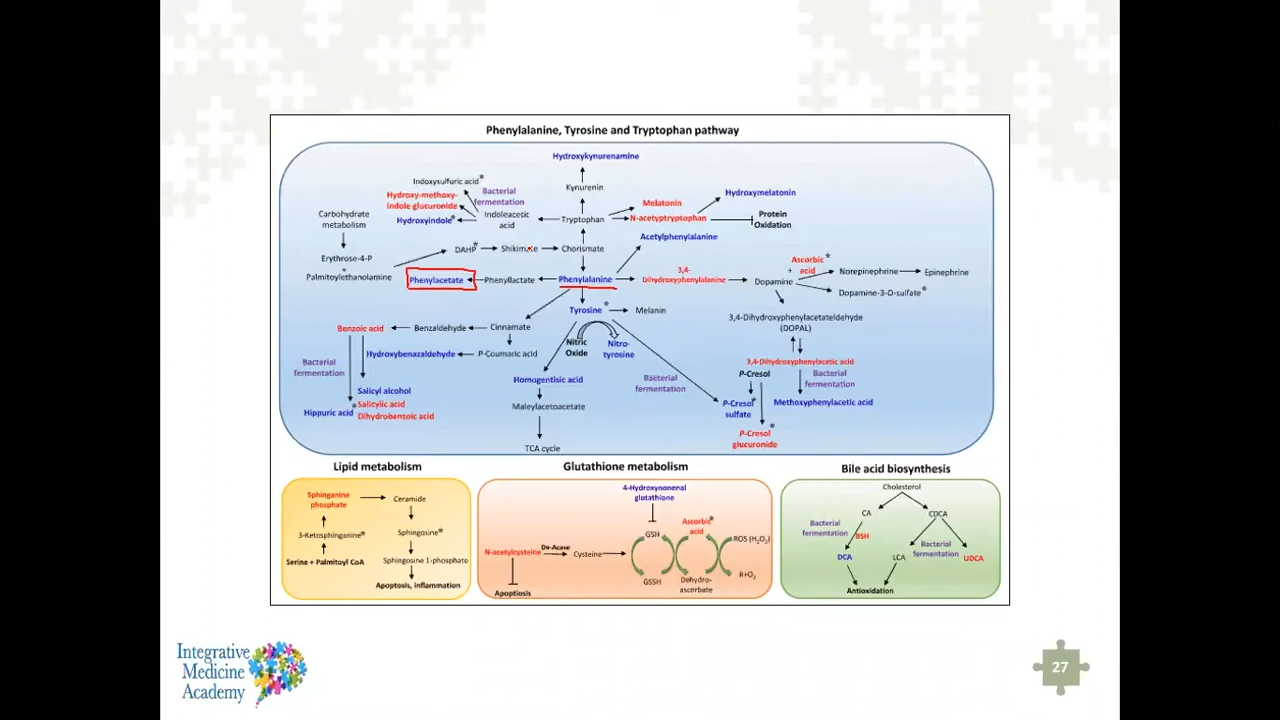 Phenylalanine, Tyrosine and Tryptophan pathway
Hydroxykynurenamine
Kynurenin
Indoxysulfuric acid*
Hydroxy-methoxy-
indole glucuronide
Hydroxyindole*
Bacterial
fermentation
Indoleacetic
acid
Tryptophan
Melatonin
N-acetyptryptophan
Hydroxymelatonin
Protein
Oxidation
Carbohydrate
metabolism
Erythrose-4-P
+
Palmitoylethanolamine
DAHP*
Shikimate
Chorismate
Acetylphenylalanine
Phenylacetate
Phenyllactate
Phenylalanine
3,4-
Dihydroxyphenylalanine
Dopamine
+
Ascorbic*
acid
Norepinephrine
Epinephrine
Dopamine-3-O-sulfate*
Tyrosine*
Melanin
3,4-Dihydroxyphenylacetateldehyde
(DOPAL)
Benzoic acid
Benzaldehyde
Cinnamate
Hydroxybenazaldehyde
P-Coumaric acid
Nitric
Oxide
Nitro-
tyrosine
3,4-Dihydroxyphenylacetic acid
Bacterial
fermentation
Homogentisic acid
Bacterial
fermentation
P-Cresol
Bacterial
fermentation
Salicyl alcohol
Hippuric acid*
Salicylic acid
Dihydrobenzoic acid
Maleylacetoacetate
P-Cresol*
sulfate
Methoxyphenylacetic acid
P-Cresol*
glucuronide
TCA cycle
Lipid metabolism
Sphinganine
phosphate
Ceramide
3-Ketosphinganine*
Sphingosine*
Serine + Palmitoyl CoA
Sphingosine 1-phosphate
Apoptosis, inflammation
Glutathione metabolism
4-Hydroxynonenal
glutathione
N-acetylcysteine
De-Acase
Cysteine
Apoptiosis
GSH
GSSH
Ascorbic*
acid
Dehydro-
ascorbate
ROS (H2O2)
R+O2
Bile acid biosynthesis
Cholesterol
CA
CDCA
Bacterial
fermentation
BSH
Bacterial
fermentation
DCA
LCA
UDCA
Antioxidation
Integrative
Medicine
Academy
27